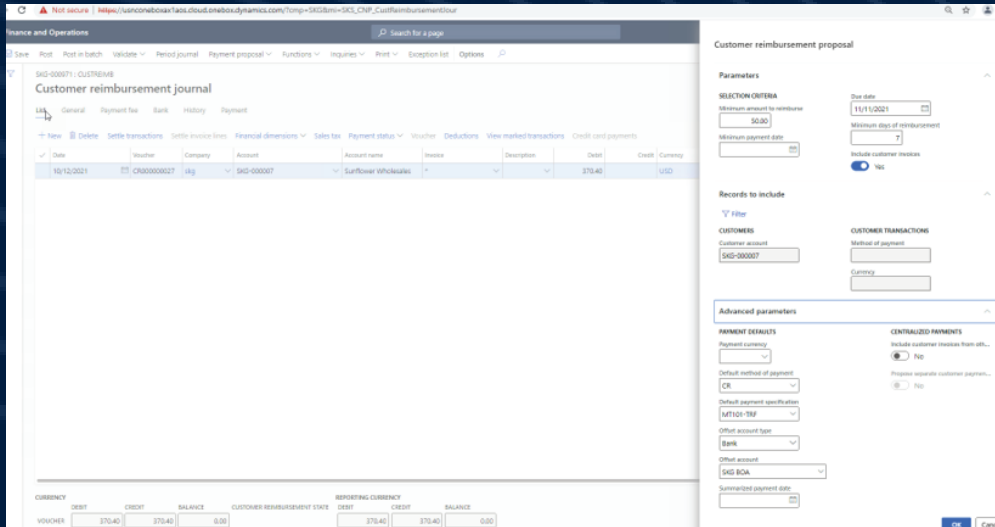 Not secure https://usnconeboxax1aos.cloud.onebox.dynamics.com/?cmp=SKG&mi=SKS_CNP_CustReimbursementJour
Finance and Operations
Search for a page
Save Post Post in batch Validate Period journal Payment proposal Functions Inquiries Print Exception list Options
SKG-000971 : CUSTREIMB
Customer reimbursement journal
List General Payment fee Bank History Payment
New Delete Settle transactions Settle invoice lines Financial dimensions Sales tax Payment status Voucher Deductions View marked transactions Credit card payments
Date Voucher Company Account Account name Invoice Description Debit Credit Currency
10/12/2021 CR000000027 skg SKG-000007 Sunflower Wholesales * 370.40 USD
CURRENCY REPORTING CURRENCY
DEBIT CREDIT BALANCE CUSTOMER REIMBURSEMENT STATE DEBIT CREDIT BALANCE
VOUCHER 370.40 370.40 0.00 370.40 370.40 0.00
Customer reimbursement proposal
Parameters
SELECTION CRITERIA
Minimum amount to reimburse
50.00
Minimum payment date
Due date
11/11/2021
Minimum days of reimbursement
7
Include customer invoices
Yes
Records to include
Filter
CUSTOMERS
Customer account
SKG-000007
CUSTOMER TRANSACTIONS
Method of payment
Currency
Advanced parameters
PAYMENT DEFAULTS
Payment currency
Default method of payment
CR
Default payment specification
MT101-TRF
Offset account type
Bank
Offset account
SKG BOA
Summarized payment date
CENTRALIZED PAYMENTS
Include customer invoices from oth...
No
Propose separate customer paymen...
No
OK Canc